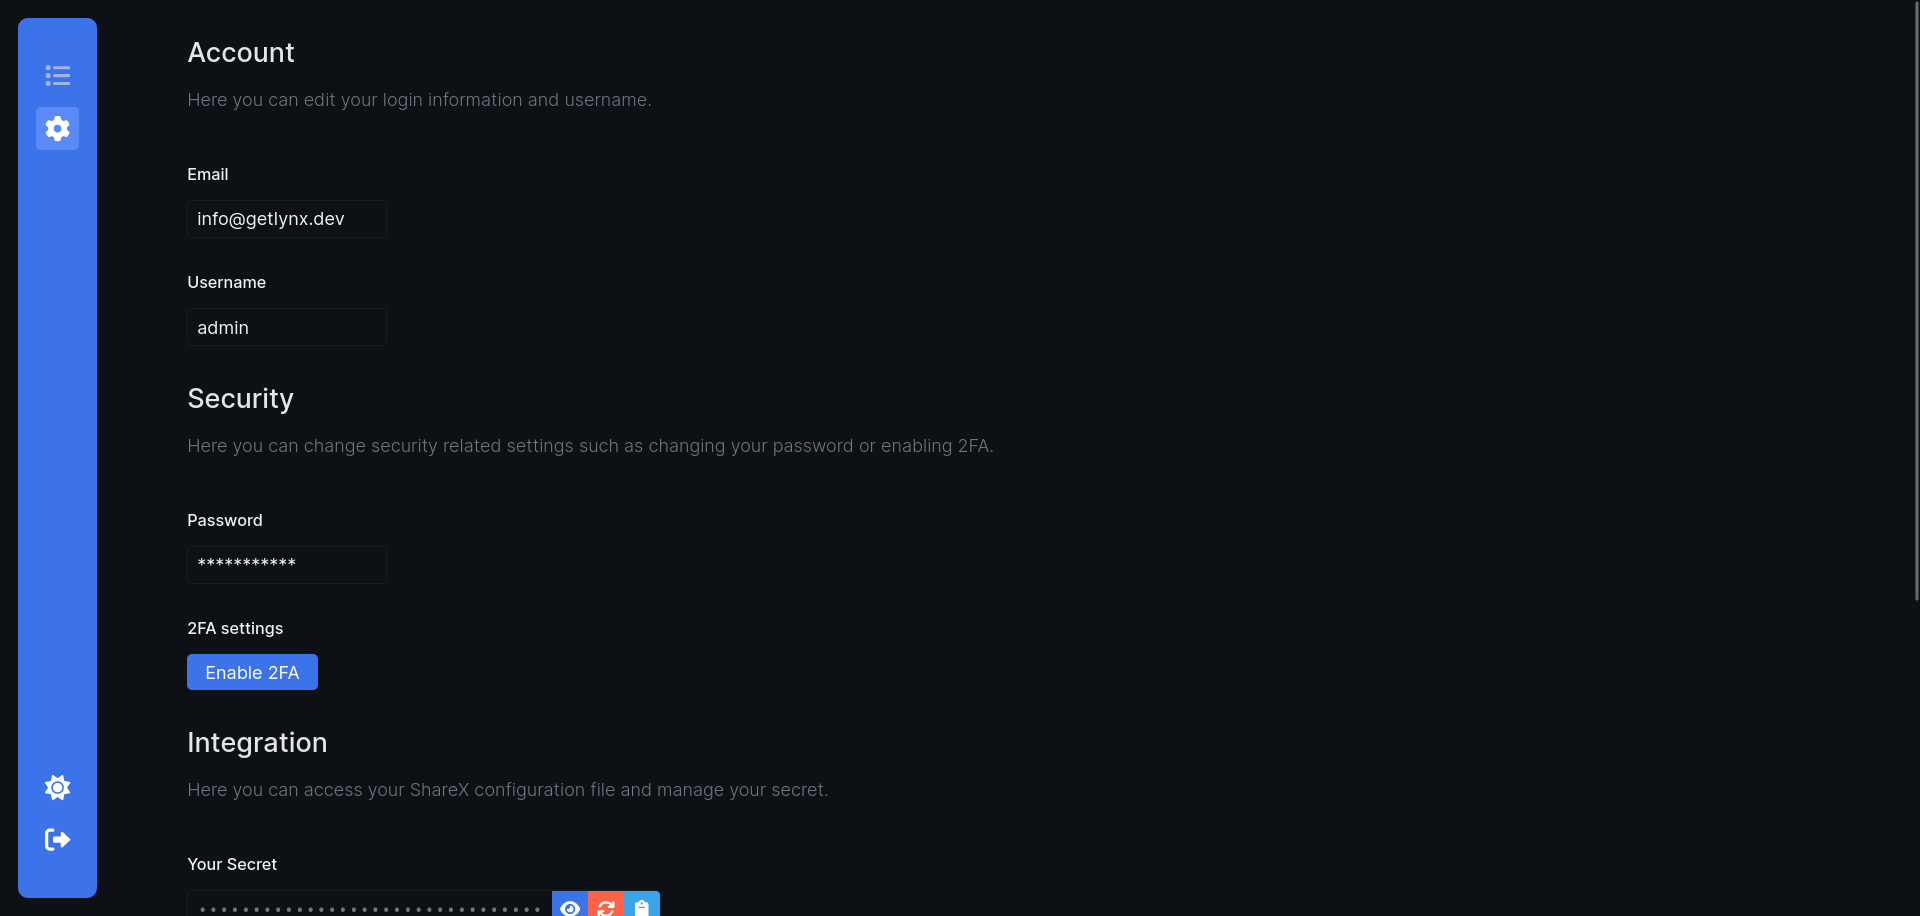 Account
Here you can edit your login information and username.
Email
info@getlynx.dev
Username
admin
Security
Here you can change security related settings such as changing your password or enabling 2FA.
Password
***********
2FA settings
Enable 2FA
Integration
Here you can access your ShareX configuration file and manage your secret.
Your Secret
••••••••••••••••••••••••••••••••